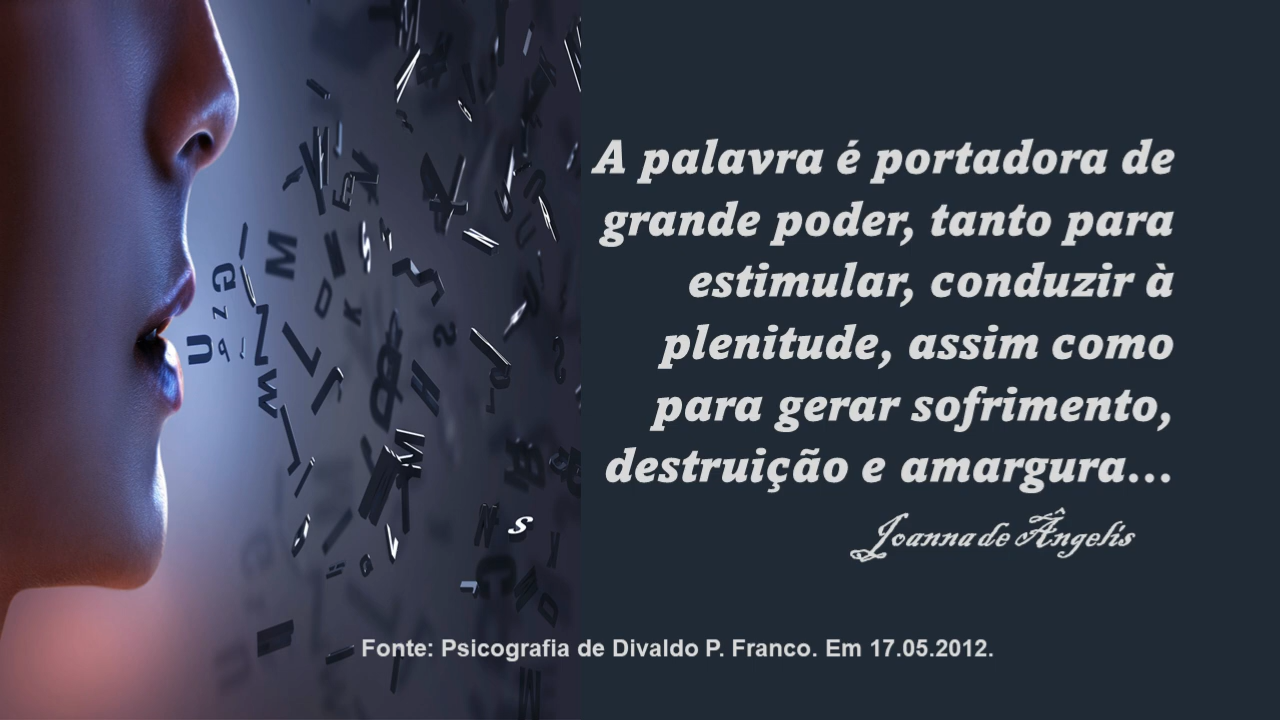 A palavra é portadora de
grande poder, tanto para
estimular, conduzir à
plenitude, assim como
para gerar sofrimento,
destruição e amargura...
Joanna de Ângelis
Fonte: Psicografia de Divaldo P. Franco. Em 17.05.2012.